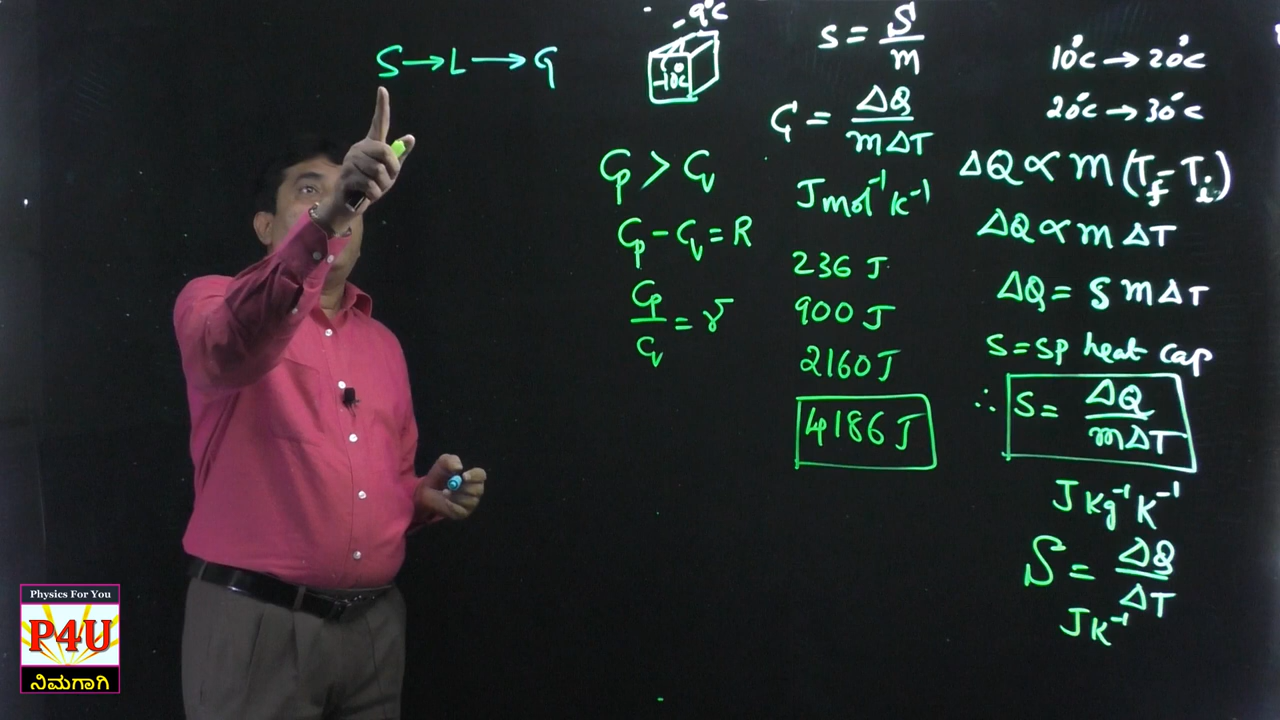 S → L → G
-9°C
-10°C
Cp > Cv
Cp - Cv = R
Cp/Cv = γ
s = S/m
C = ΔQ/mΔT
J mol⁻¹ K⁻¹
236 J
900 J
2160 J
4186 J
10°C → 20°C
20°C → 30°C
ΔQ ∝ m (Tf - Ti)
ΔQ ∝ m ΔT
ΔQ = s m ΔT
s = sp heat cap
∴ s = ΔQ/mΔT
J Kg⁻¹ K⁻¹
S = ΔQ/ΔT
J K⁻¹
Physics For You
P4U
ನಿಮಗಾಗಿ